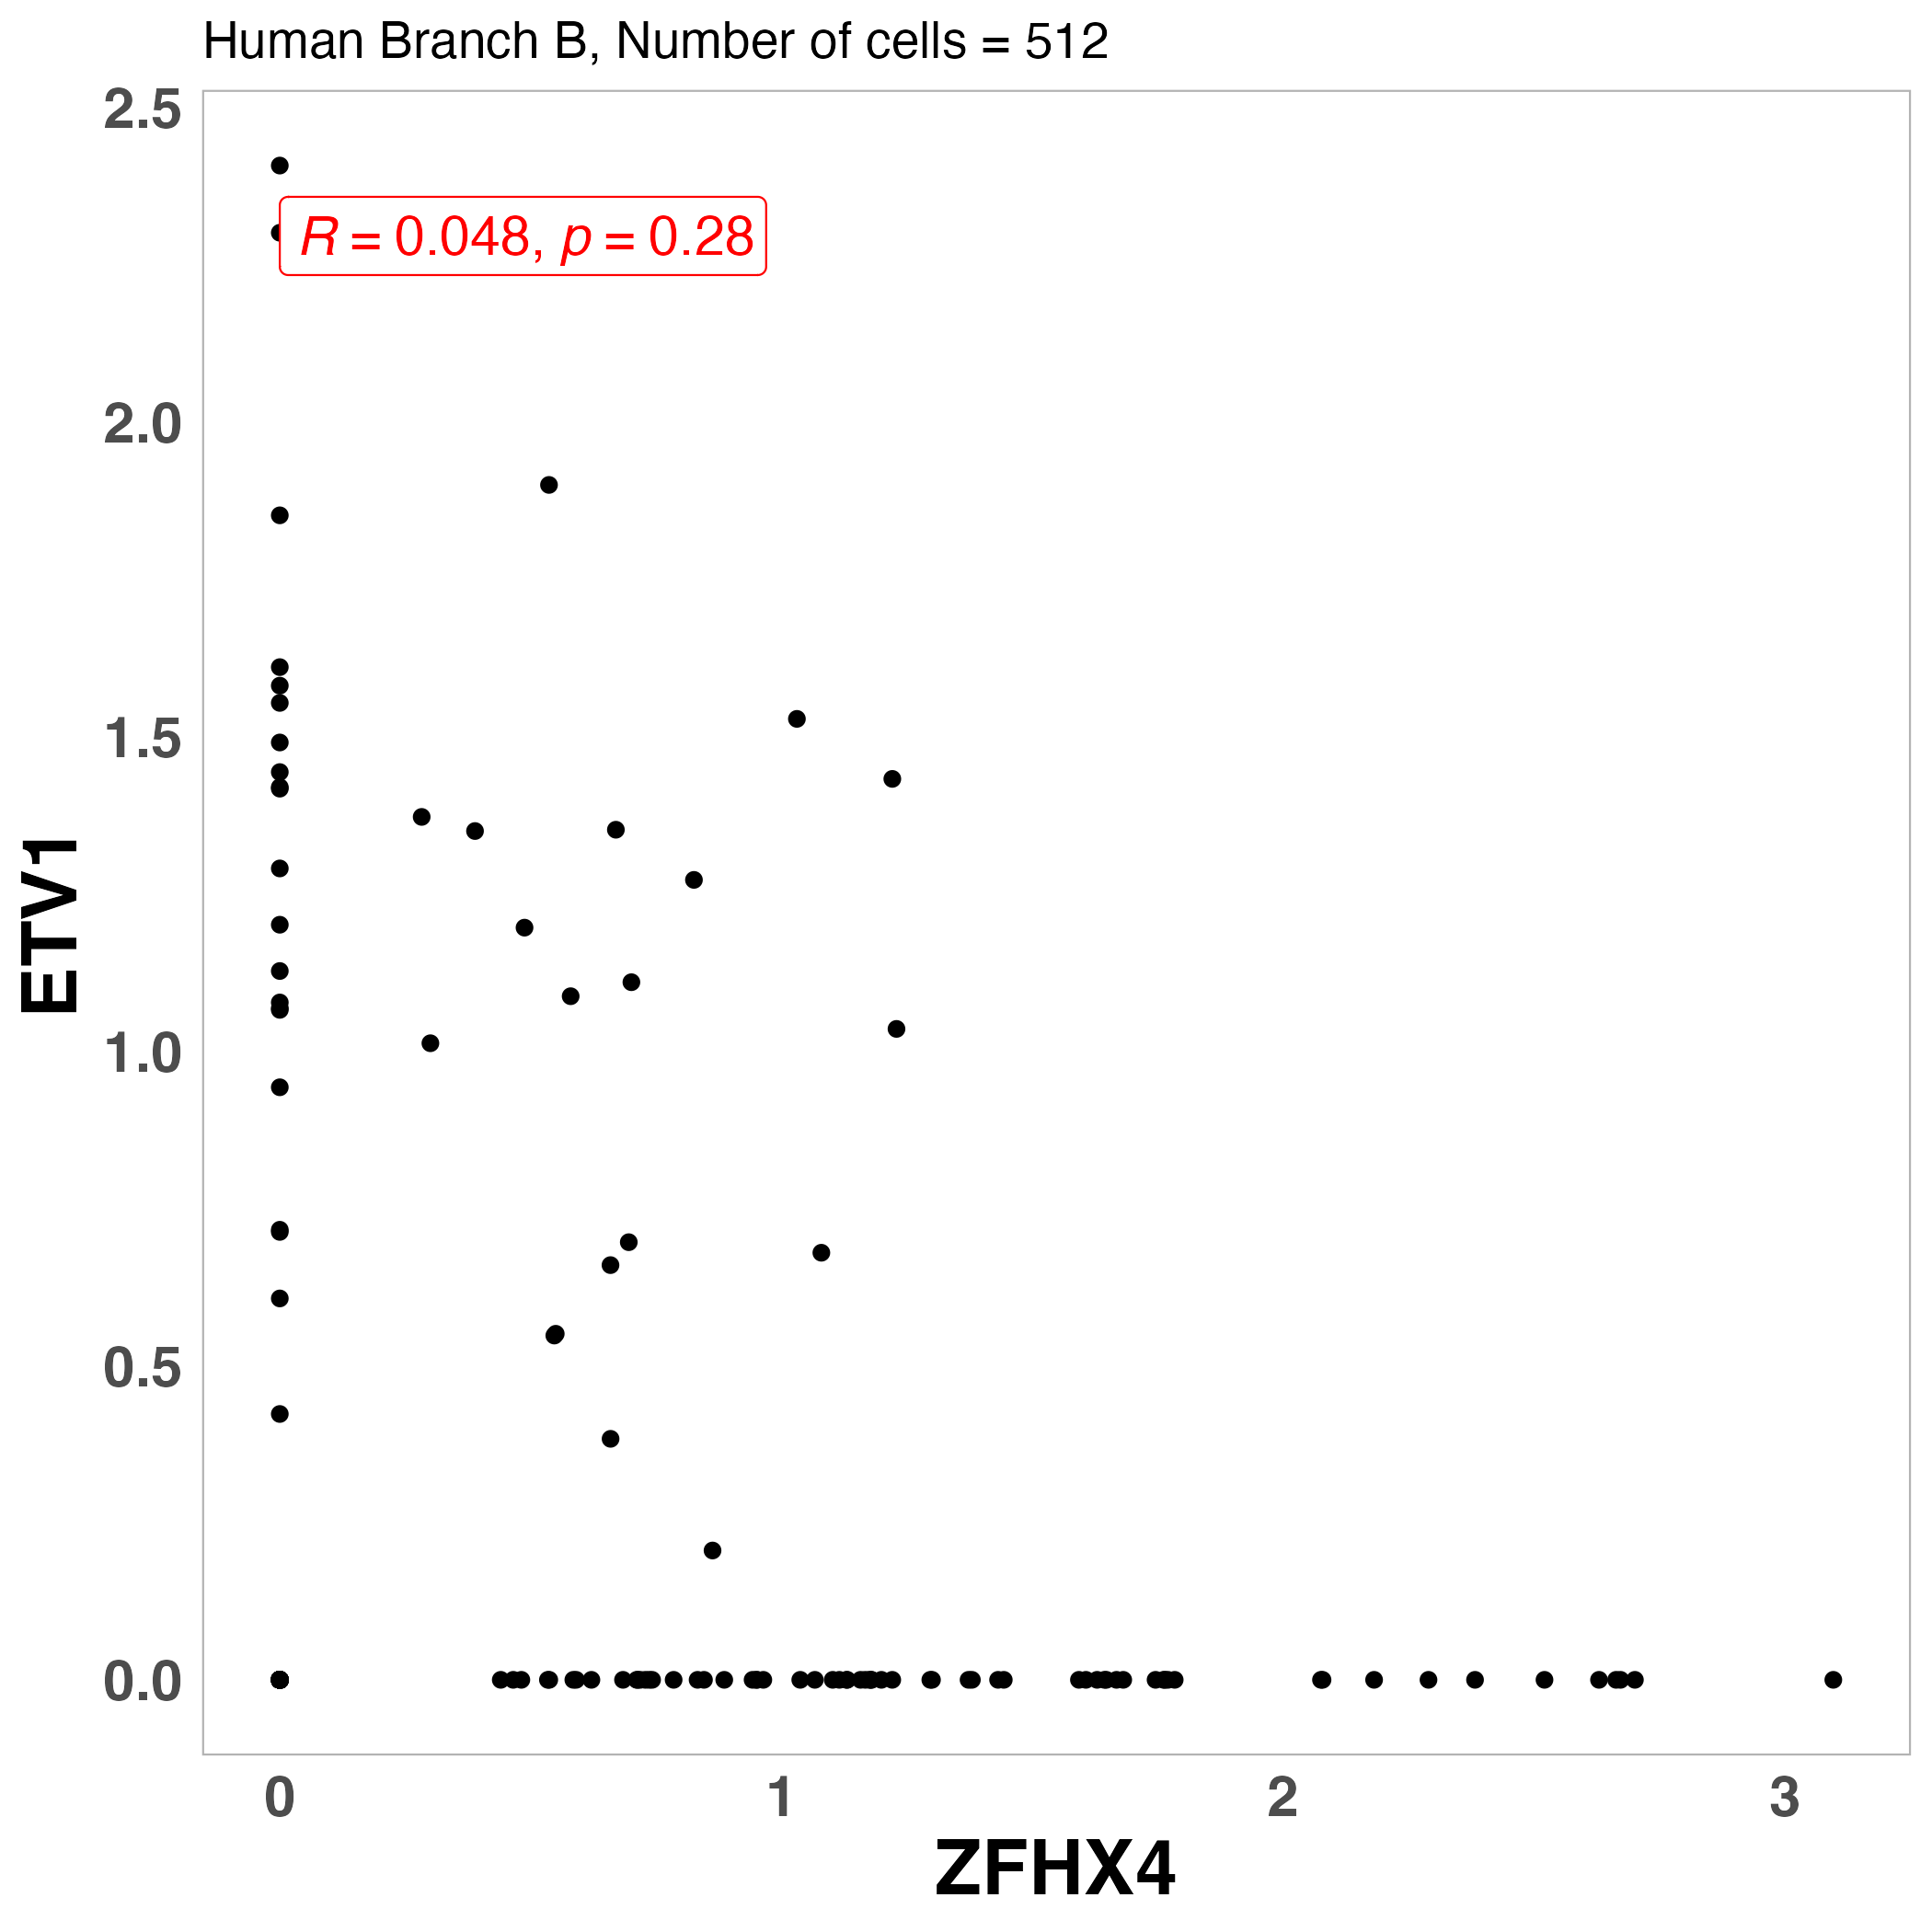 Human Branch B, Number of cells = 512
2.5
R = 0.048, p = 0.28
2.0
1.5
ETV1
1.0
0.5
0.0
0 1 2 3
ZFHX4